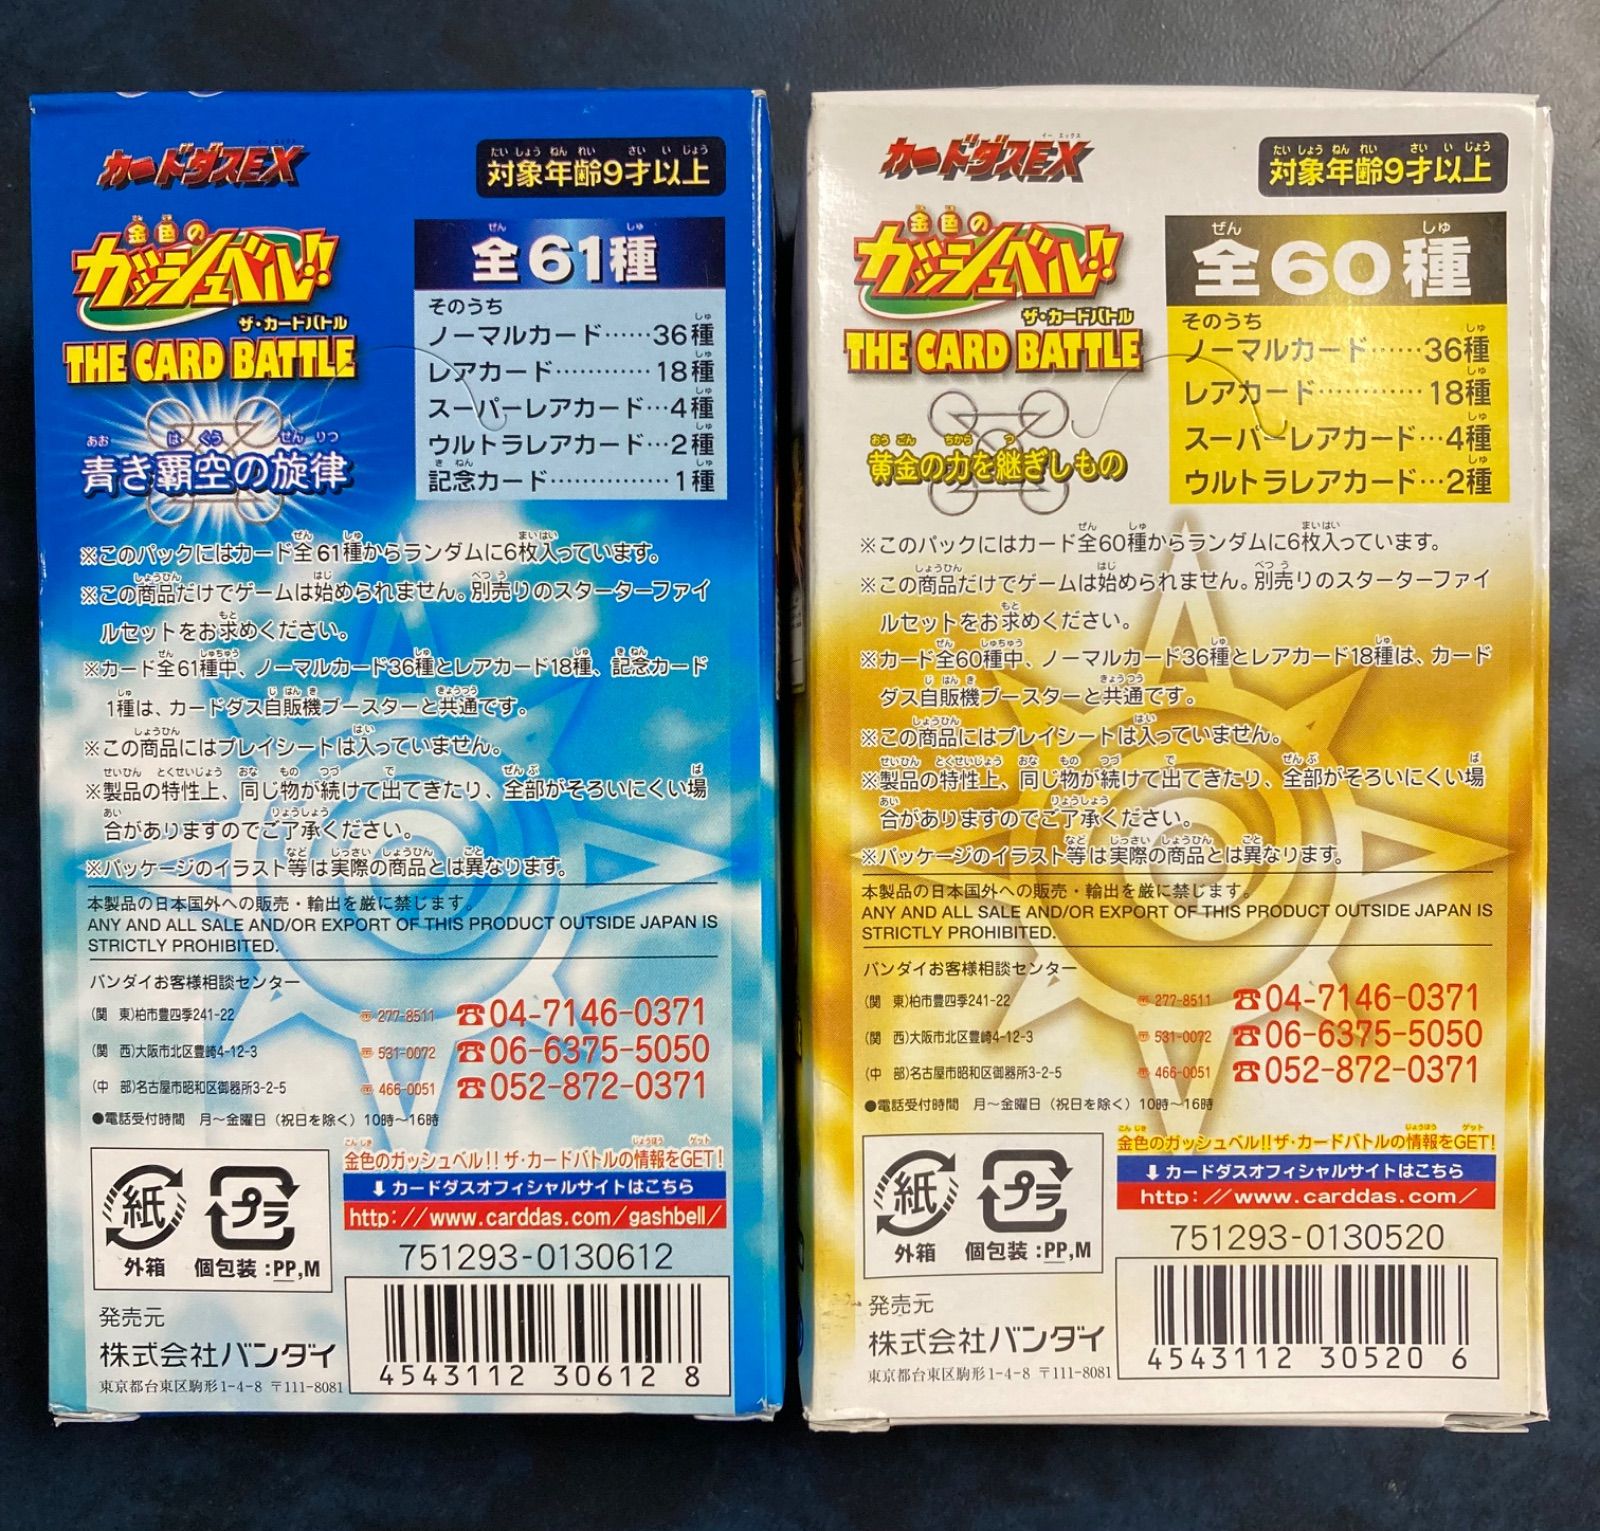 カードダスEX
対象年齢9才以上
金色の
ガッシュベル!!
ザ・カードバトル
THE CARD BATTLE
青き覇空の旋律
全61種
そのうち
ノーマルカード……36種
レアカード…………18種
スーパーレアカード…4種
ウルトラレアカード…2種
記念カード……………1種
※このパックにはカード全61種からランダムに6枚入っています。
※この商品だけでゲームは始められません。別売りのスターターファイ
ルセットをお求めください。
※カード全61種中、ノーマルカード36種とレアカード18種、記念カード
1種は、カードダス自販機ブースターと共通です。
※この商品にはプレイシートは入っていません。
※製品の特性上、同じ物が続けて出てきたり、全部がそろいにくい場
合がありますのでご了承ください。
※パッケージのイラスト等は実際の商品とは異なります。
本製品の日本国外への販売・輸出を厳に禁じます。
ANY AND ALL SALE AND/OR EXPORT OF THIS PRODUCT OUTSIDE JAPAN IS
STRICTLY PROHIBITED.
バンダイお客様相談センター
(関 東)柏市豊四季241-22 〠 277-8511 ☎04-7146-0371
(関 西)大阪市北区豊崎4-12-3 〠 531-0072 ☎06-6375-5050
(中 部)名古屋市昭和区御器所3-2-5 〠 466-0051 ☎052-872-0371
●電話受付時間 月〜金曜日(祝日を除く)10時〜16時
金色のガッシュベル!!ザ・カードバトルの情報をGET!
⬇カードダスオフィシャルサイトはこちら
http://www.carddas.com/gashbell/
紙
外箱
プラ
個包装:PP,M
751293-0130612
発売元
株式会社バンダイ
東京都台東区駒形1-4-8 〒111-8081
4543112 306128
カードダスEX
イーエックス
対象年齢9才以上
金色の
ガッシュベル!!
ザ・カードバトル
THE CARD BATTLE
黄金の力を継ぎしもの
全60種
そのうち
ノーマルカード……36種
レアカード…………18種
スーパーレアカード…4種
ウルトラレアカード…2種
※このパックにはカード全60種からランダムに6枚入っています。
※この商品だけでゲームは始められません。別売りのスターターファイ
ルセットをお求めください。
※カード全60種中、ノーマルカード36種とレアカード18種は、カード
ダス自販機ブースターと共通です。
※この商品にはプレイシートは入っていません。
※製品の特性上、同じ物が続けて出てきたり、全部がそろいにくい場
合がありますのでご了承ください。
※パッケージのイラスト等は実際の商品とは異なります。
本製品の日本国外への販売・輸出を厳に禁じます。
ANY AND ALL SALE AND/OR EXPORT OF THIS PRODUCT OUTSIDE JAPAN IS
STRICTLY PROHIBITED.
バンダイお客様相談センター
(関 東)柏市豊四季241-22 〠 277-8511 ☎04-7146-0371
(関 西)大阪市北区豊崎4-12-3 〠 531-0072 ☎06-6375-5050
(中 部)名古屋市昭和区御器所3-2-5 〠 466-0051 ☎052-872-0371
●電話受付時間 月〜金曜日(祝日を除く)10時〜16時
金色のガッシュベル!!ザ・カードバトルの情報をGET!
⬇カードダスオフィシャルサイトはこちら
http://www.carddas.com/
紙
外箱
プラ
個包装:PP,M
751293-0130520
発売元
株式会社バンダイ
東京都台東区駒形1-4-8 〒111-8081
4543112 305206